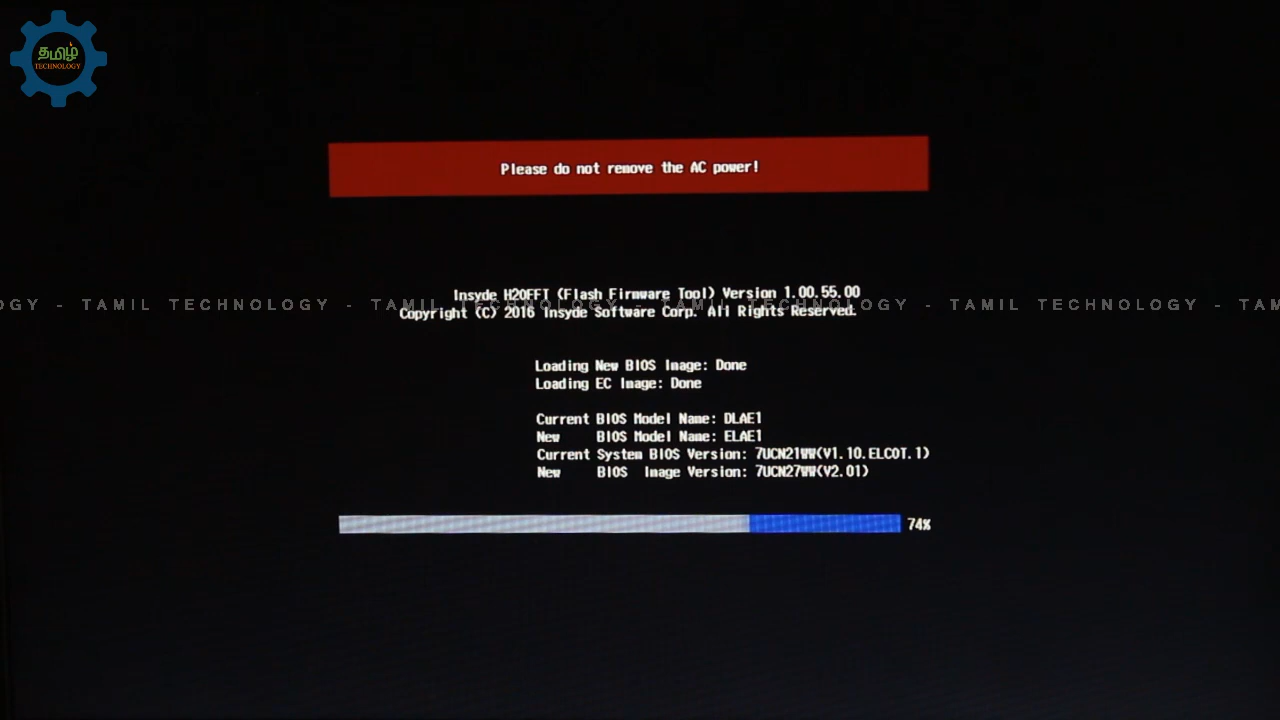 தமிழ்
TECHNOLOGY
Please do not remove the AC power!
Insyde H2OFFT (Flash Firmware Tool) Version 1.00.55.00
OGY - TAMIL TECHNOLOGY - TAMIL TECHNOLOGY - TAMIL TECHNOLOGY - TAMIL TECHNOLOGY - TAM
Copyright (C) 2016 Insyde Software Corp. All Rights Reserved.
Loading New BIOS Image: Done
Loading EC Image: Done
Current BIOS Model Name: DLAE1
New BIOS Model Name: ELAE1
Current System BIOS Version: 7UCN21WW(V1.10.ELCOT.1)
New BIOS Image Version: 7UCN27WW(V2.01)
74%